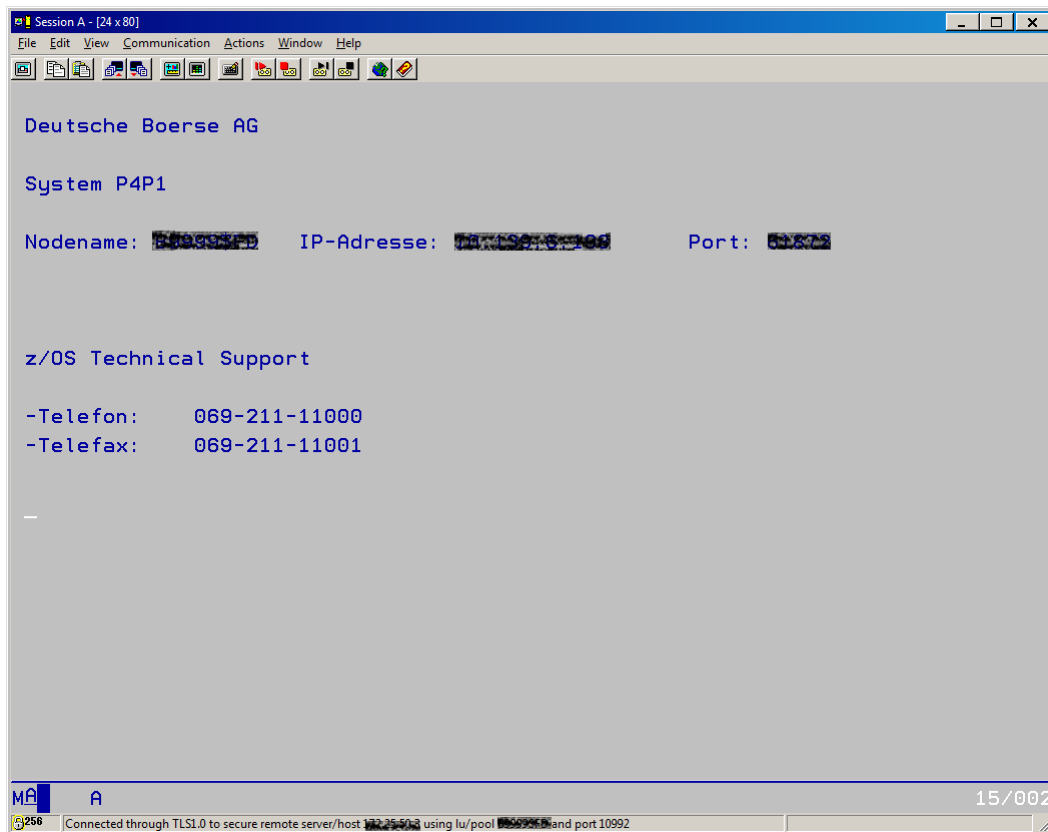 Session A - [24 x 80]
File Edit View Communication Actions Window Help
Deutsche Boerse AG
System P4P1
Nodename: IP-Adresse: Port:
z/OS Technical Support
-Telefon: 069-211-11000
-Telefax: 069-211-11001
MA A 15/002
256 Connected through TLS1.0 to secure remote server/host using lu/pool and port 10992